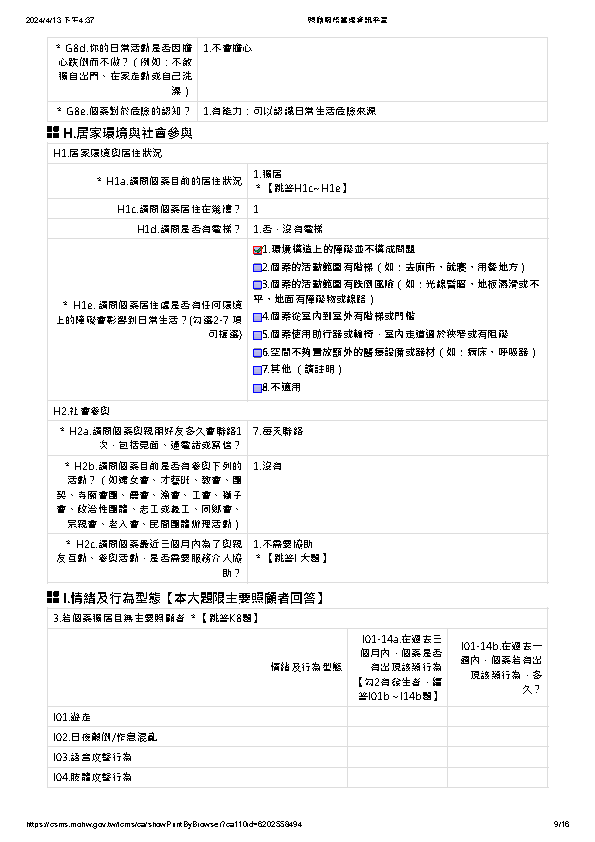 2024/4/13 下午4:37
照顧服務管理資訊平臺
* G8d.你的日常活動是否因擔
心跌倒而不做？（例如：不敢
獨自出門、在家走動或自己洗
澡）
1.不會擔心
* G8e.個案對於危險的認知？
1.有能力：可以認識日常生活危險來源
H.居家環境與社會參與
H1.居家環境與居住狀況
* H1a.請問個案目前的居住狀況
1.獨居
*【跳答H1c~H1e】
H1c.請問個案居住在幾樓？
1
H1d.請問是否有電梯？
1.否，沒有電梯
* H1e.請問個案居住處是否有任何環境
上的障礙會影響到日常生活？(勾選2-7 項
可複選)
1.環境構造上的障礙並不構成問題
2.個案的活動範圍有階梯（如：去廁所、就寢、用餐地方）
3.個案的活動範圍有跌倒風險（如：光線昏暗、地板濕滑或不
平、地面有障礙物或線路）
4.個案從室內到室外有階梯或門檻
5.個案使用助行器或輪椅，室內走道過於狹窄或有阻礙
6.空間不夠置放額外的醫療設備或器材（如：病床、呼吸器）
7.其他（請註明）
8.不適用
H2.社會參與
* H2a.請問個案與親朋好友多久會聯絡1
次，包括見面、通電話或寫信？
7.每天聯絡
* H2b.請問個案目前是否有參與下列的
活動？（如婦女會、才藝班、教會、團
契、寺廟會團、農會、漁會、工會、獅子
會、政治性團體、志工或義工、同鄉會、
宗親會、老人會、民間團體辦理活動）
1.沒有
* H2c.請問個案最近三個月內為了與親
友互動、參與活動，是否需要服務介入協
助？
1.不需要協助
*【跳答I大題】
I.情緒及行為型態【本大題限主要照顧者回答】
3.若個案獨居且無主要照顧者 *【跳答K8題】
情緒及行為型態
I01-14a.在過去三
個月內，個案是否
有出現該類行為
【勾2有發生者，續
答I01b～I14b題】
I01-14b.在過去一
週內，個案若有出
現該類行為，多
久？
I01.遊走
I02.日夜顛倒/作息混亂
I03.語言攻擊行為
I04.肢體攻擊行為
https://csms.mohw.gov.tw/lcms/ca/showPrintByBrowser?ca110id=6202558494
9/16